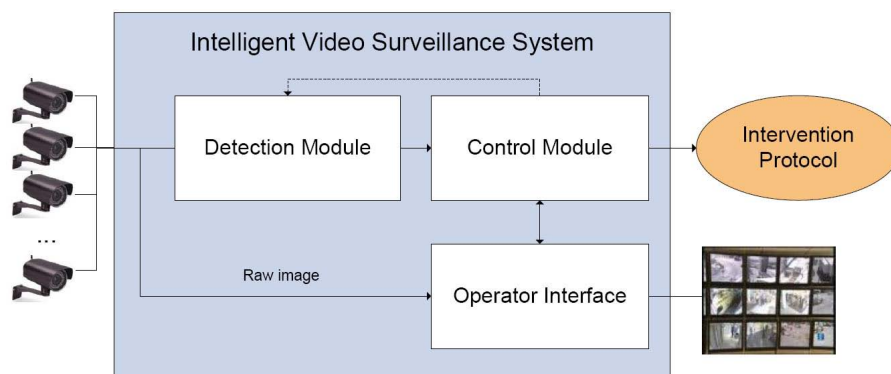 Intelligent Video Surveillance System
Detection Module
Control Module
Intervention
Protocol
...
Raw image
Operator Interface